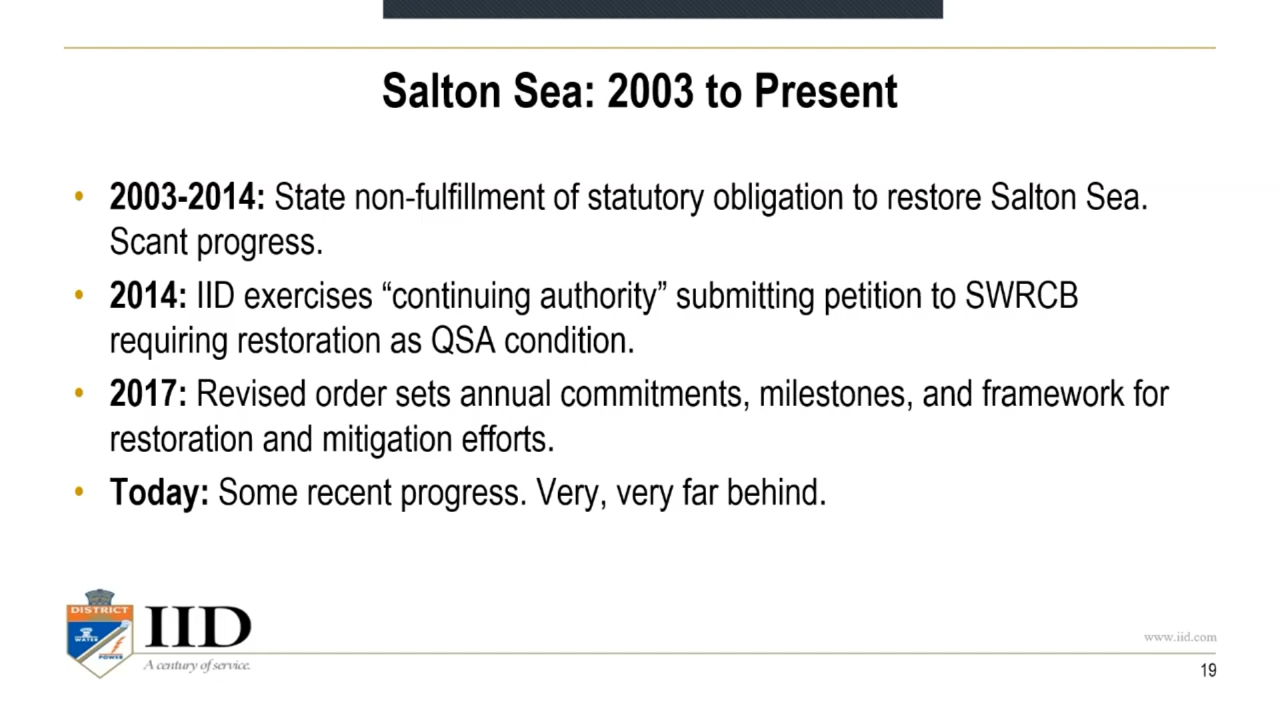 Salton Sea: 2003 to Present
• 2003-2014: State non-fulfillment of statutory obligation to restore Salton Sea.
Scant progress.
• 2014: IID exercises “continuing authority” submitting petition to SWRCB
requiring restoration as QSA condition.
• 2017: Revised order sets annual commitments, milestones, and framework for
restoration and mitigation efforts.
• Today: Some recent progress. Very, very far behind.
DISTRICT
WATER
POWER
IID
A century of service.
www.iid.com
19